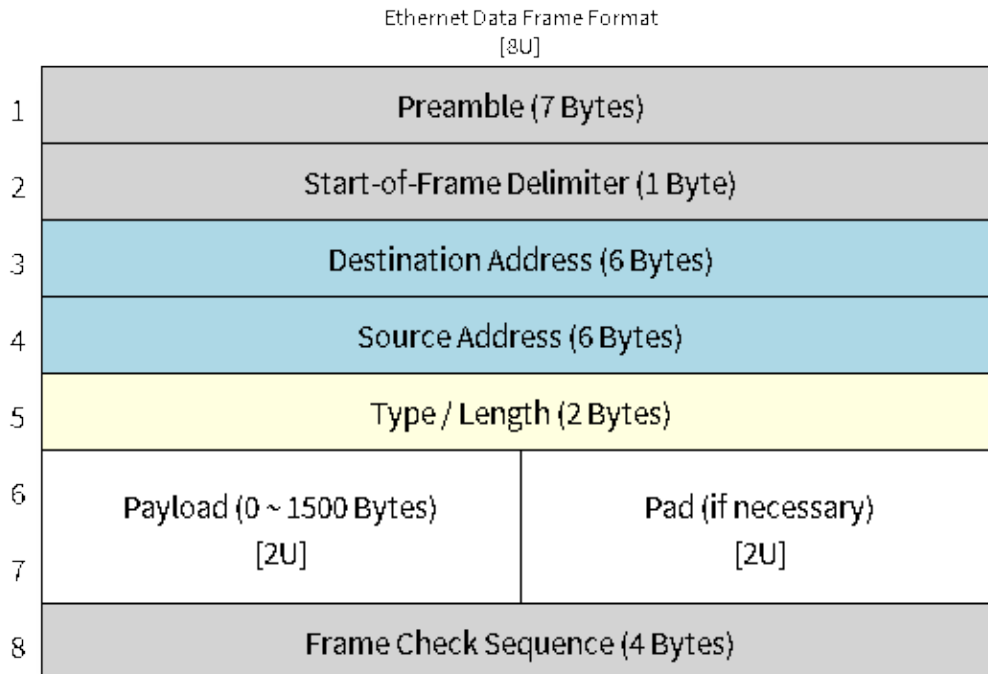 Ethernet Data Frame Format
[8U]
1 Preamble (7 Bytes)
2 Start-of-Frame Delimiter (1 Byte)
3 Destination Address (6 Bytes)
4 Source Address (6 Bytes)
5 Type / Length (2 Bytes)
6
Payload (0 ~ 1500 Bytes) Pad (if necessary)
[2U] [2U]
7
8 Frame Check Sequence (4 Bytes)